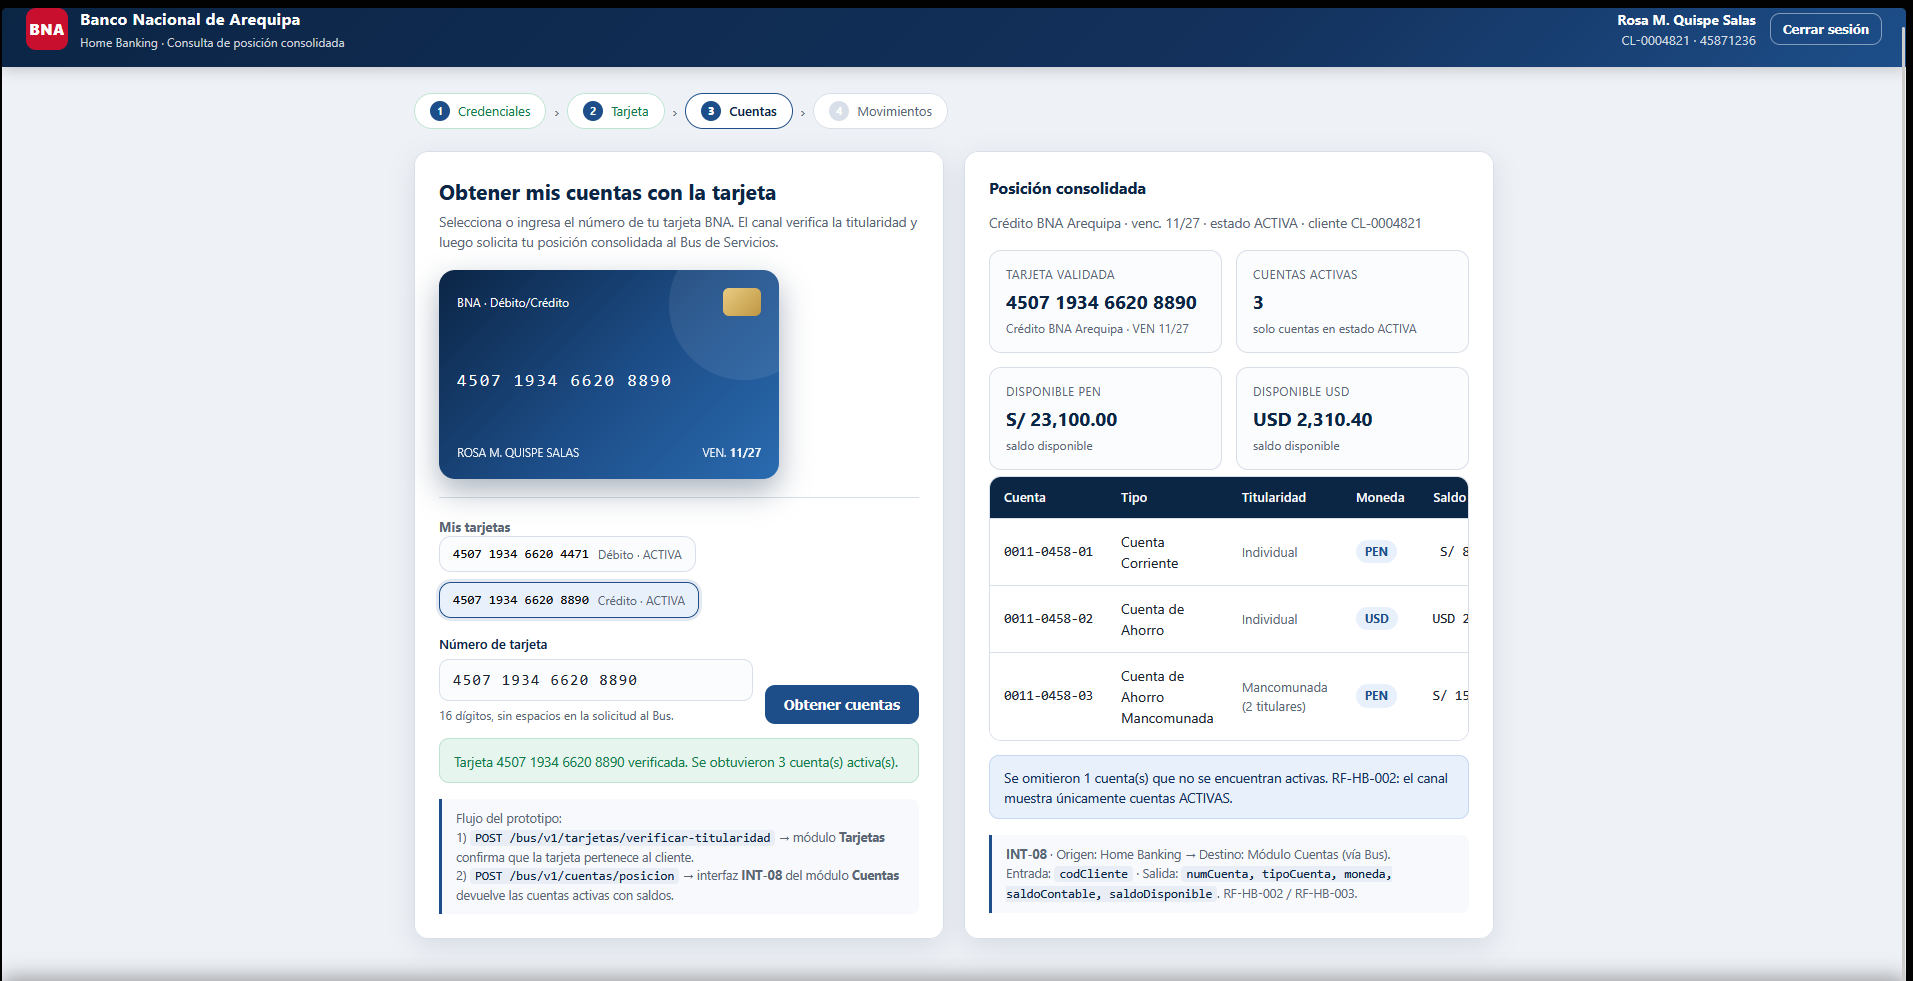 BNA
Banco Nacional de Arequipa
Home Banking · Consulta de posición consolidada
Rosa M. Quispe Salas
CL-0004821 · 45871236
Cerrar sesión
1 Credenciales › 2 Tarjeta › 3 Cuentas › 4 Movimientos
Obtener mis cuentas con la tarjeta
Selecciona o ingresa el número de tu tarjeta BNA. El canal verifica la titularidad y
luego solicita tu posición consolidada al Bus de Servicios.
BNA · Débito/Crédito
4507 1934 6620 8890
ROSA M. QUISPE SALAS
VEN. 11/27
Mis tarjetas
4507 1934 6620 4471 Débito · ACTIVA
4507 1934 6620 8890 Crédito · ACTIVA
Número de tarjeta
4507 1934 6620 8890
16 dígitos, sin espacios en la solicitud al Bus.
Obtener cuentas
Tarjeta 4507 1934 6620 8890 verificada. Se obtuvieron 3 cuenta(s) activa(s).
Flujo del prototipo:
1) POST /bus/v1/tarjetas/verificar-titularidad → módulo Tarjetas
confirma que la tarjeta pertenece al cliente.
2) POST /bus/v1/cuentas/posicion → interfaz INT-08 del módulo Cuentas
devuelve las cuentas activas con saldos.
Posición consolidada
Crédito BNA Arequipa · venc. 11/27 · estado ACTIVA · cliente CL-0004821
TARJETA VALIDADA
4507 1934 6620 8890
Crédito BNA Arequipa · VEN 11/27
CUENTAS ACTIVAS
3
solo cuentas en estado ACTIVA
DISPONIBLE PEN
S/ 23,100.00
saldo disponible
DISPONIBLE USD
USD 2,310.40
saldo disponible
Cuenta Tipo Titularidad Moneda Saldo
0011-0458-01 Cuenta Corriente Individual PEN S/ 8
0011-0458-02 Cuenta de Ahorro Individual USD USD 2
0011-0458-03 Cuenta de Ahorro Mancomunada Mancomunada (2 titulares) PEN S/ 15
Se omitieron 1 cuenta(s) que no se encuentran activas. RF-HB-002: el canal
muestra únicamente cuentas ACTIVAS.
INT-08 · Origen: Home Banking → Destino: Módulo Cuentas (vía Bus).
Entrada: codCliente · Salida: numCuenta, tipoCuenta, moneda,
saldoContable, saldoDisponible . RF-HB-002 / RF-HB-003.